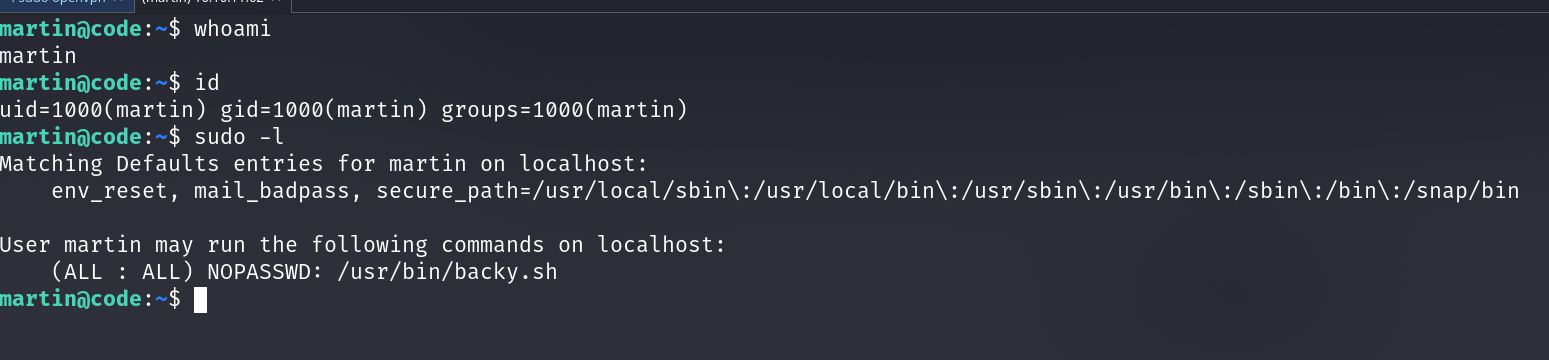 sudo openvpn
martin@code:~$ whoami
martin
martin@code:~$ id
uid=1000(martin) gid=1000(martin) groups=1000(martin)
martin@code:~$ sudo -l
Matching Defaults entries for martin on localhost:
    env_reset, mail_badpass, secure_path=/usr/local/sbin\:/usr/local/bin\:/usr/sbin\:/usr/bin\:/sbin\:/bin\:/snap/bin
User martin may run the following commands on localhost:
    (ALL : ALL) NOPASSWD: /usr/bin/backy.sh
martin@code:~$